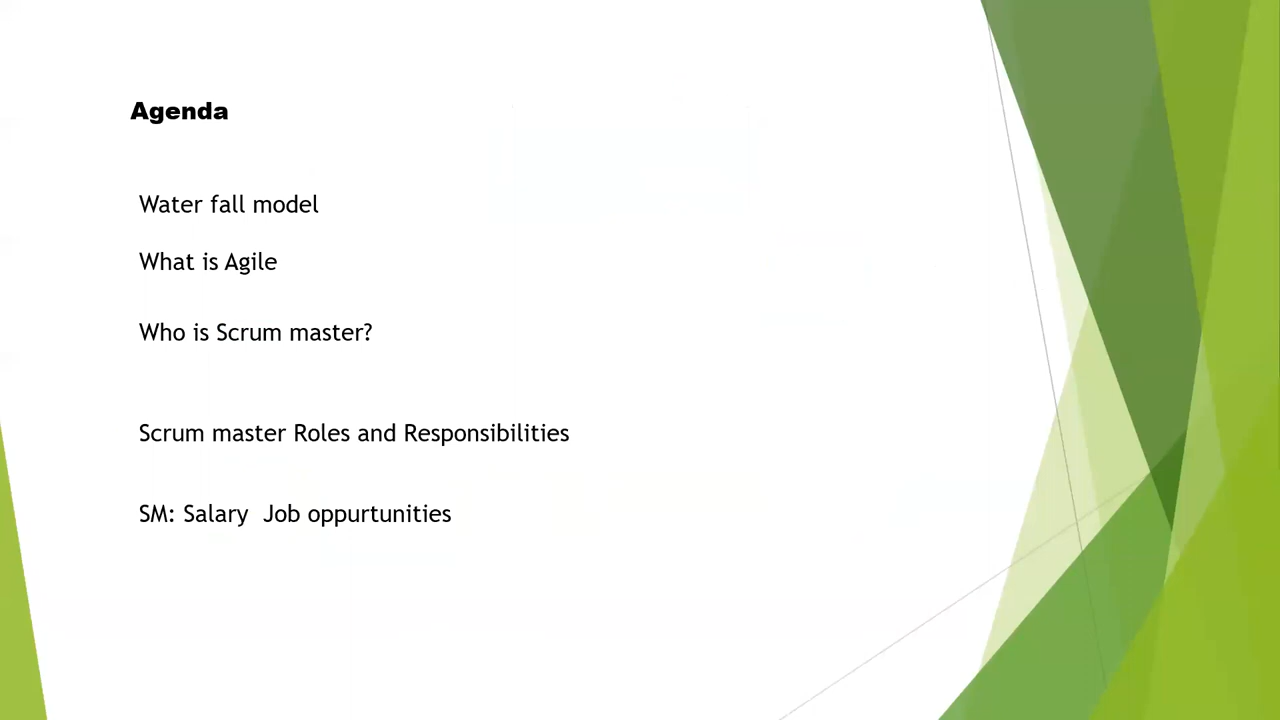 Agenda
Water fall model
What is Agile
Who is Scrum master?
Scrum master Roles and Responsibilities
SM: Salary  Job oppurtunities